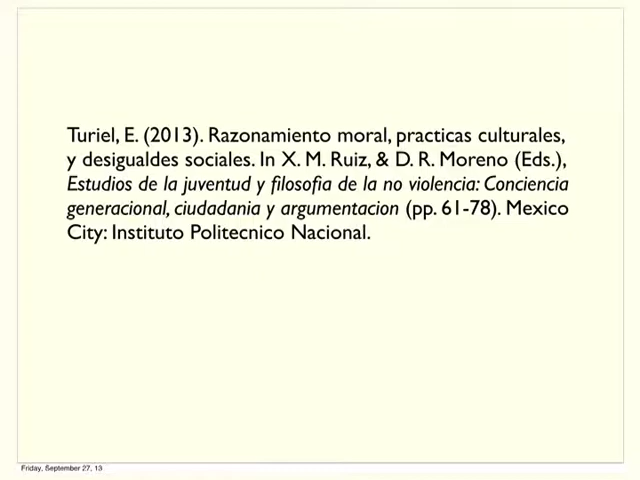 Turiel, E. (2013). Razonamiento moral, practicas culturales,
y desigualdes sociales. In X. M. Ruiz, & D. R. Moreno (Eds.),
Estudios de la juventud y filosofia de la no violencia: Conciencia
generacional, ciudadania y argumentacion (pp. 61-78). Mexico
City: Instituto Politecnico Nacional.
Friday, September 27, 13